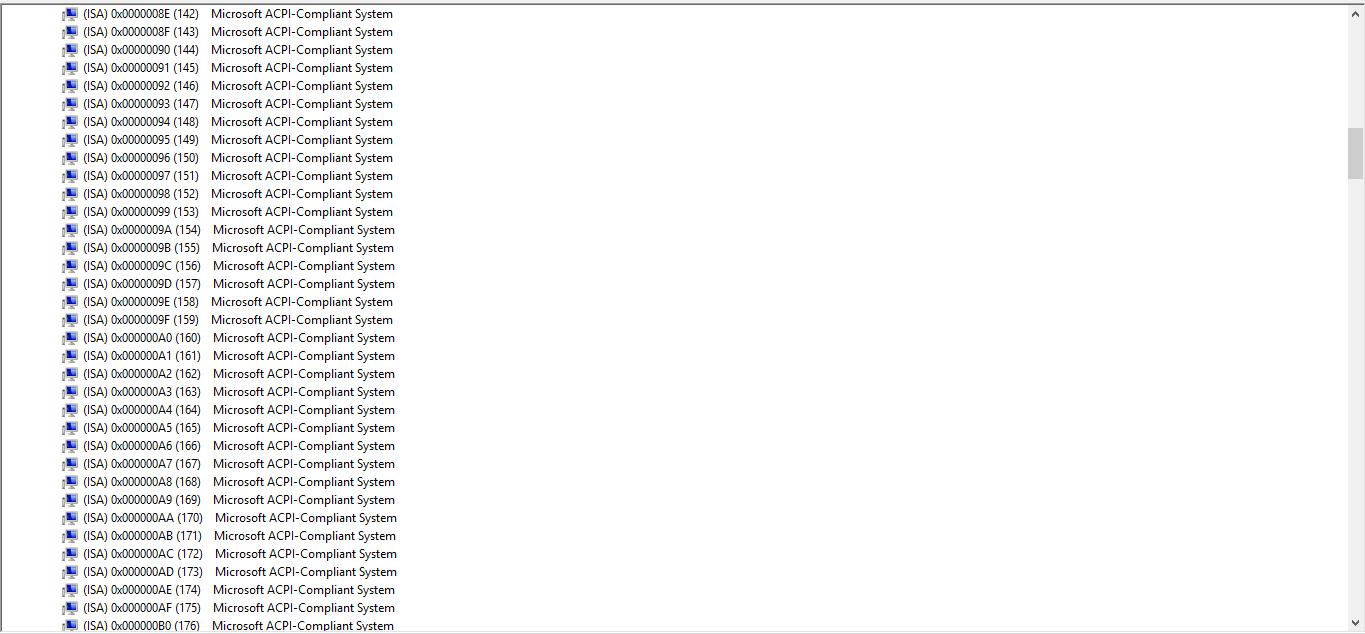 (ISA) 0x0000008E (142) Microsoft ACPI-Compliant System
(ISA) 0x0000008F (143) Microsoft ACPI-Compliant System
(ISA) 0x00000090 (144) Microsoft ACPI-Compliant System
(ISA) 0x00000091 (145) Microsoft ACPI-Compliant System
(ISA) 0x00000092 (146) Microsoft ACPI-Compliant System
(ISA) 0x00000093 (147) Microsoft ACPI-Compliant System
(ISA) 0x00000094 (148) Microsoft ACPI-Compliant System
(ISA) 0x00000095 (149) Microsoft ACPI-Compliant System
(ISA) 0x00000096 (150) Microsoft ACPI-Compliant System
(ISA) 0x00000097 (151) Microsoft ACPI-Compliant System
(ISA) 0x00000098 (152) Microsoft ACPI-Compliant System
(ISA) 0x00000099 (153) Microsoft ACPI-Compliant System
(ISA) 0x0000009A (154) Microsoft ACPI-Compliant System
(ISA) 0x0000009B (155) Microsoft ACPI-Compliant System
(ISA) 0x0000009C (156) Microsoft ACPI-Compliant System
(ISA) 0x0000009D (157) Microsoft ACPI-Compliant System
(ISA) 0x0000009E (158) Microsoft ACPI-Compliant System
(ISA) 0x0000009F (159) Microsoft ACPI-Compliant System
(ISA) 0x000000A0 (160) Microsoft ACPI-Compliant System
(ISA) 0x000000A1 (161) Microsoft ACPI-Compliant System
(ISA) 0x000000A2 (162) Microsoft ACPI-Compliant System
(ISA) 0x000000A3 (163) Microsoft ACPI-Compliant System
(ISA) 0x000000A4 (164) Microsoft ACPI-Compliant System
(ISA) 0x000000A5 (165) Microsoft ACPI-Compliant System
(ISA) 0x000000A6 (166) Microsoft ACPI-Compliant System
(ISA) 0x000000A7 (167) Microsoft ACPI-Compliant System
(ISA) 0x000000A8 (168) Microsoft ACPI-Compliant System
(ISA) 0x000000A9 (169) Microsoft ACPI-Compliant System
(ISA) 0x000000AA (170) Microsoft ACPI-Compliant System
(ISA) 0x000000AB (171) Microsoft ACPI-Compliant System
(ISA) 0x000000AC (172) Microsoft ACPI-Compliant System
(ISA) 0x000000AD (173) Microsoft ACPI-Compliant System
(ISA) 0x000000AE (174) Microsoft ACPI-Compliant System
(ISA) 0x000000AF (175) Microsoft ACPI-Compliant System
(ISA) 0x000000B0 (176) Microsoft ACPI-Compliant System